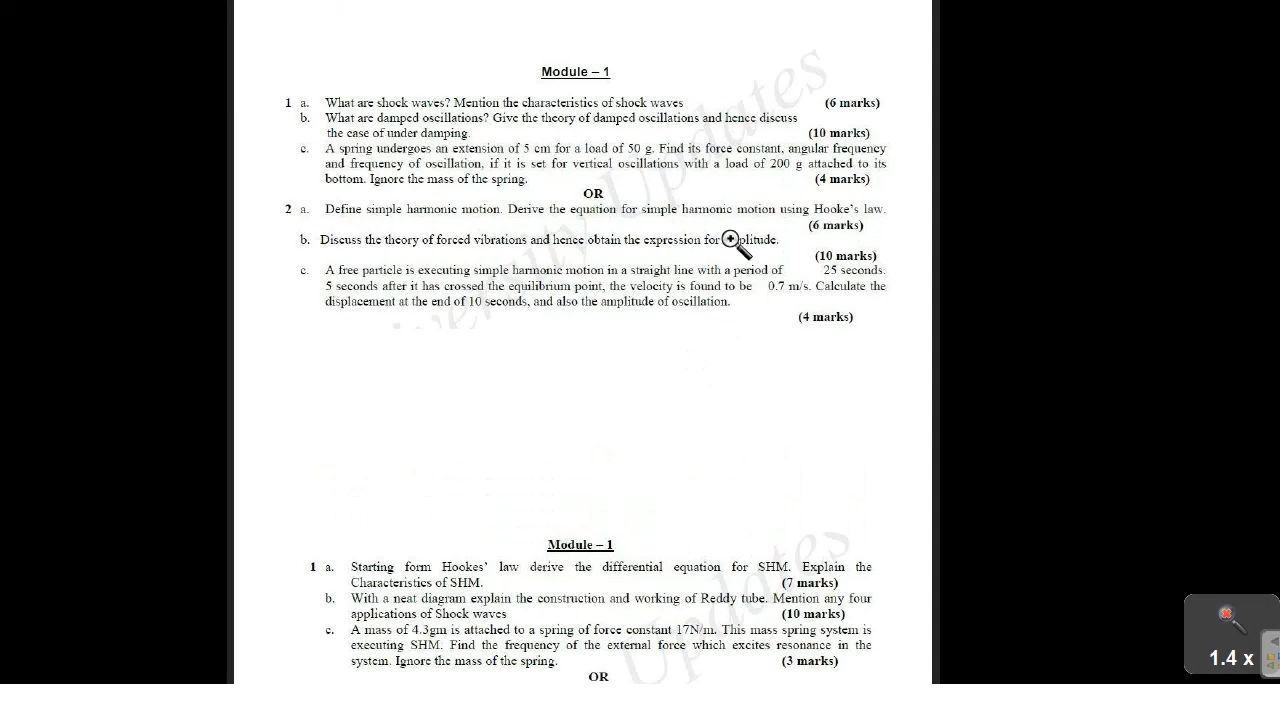 Module – 1
1 a. What are shock waves? Mention the characteristics of shock waves (6 marks)
b. What are damped oscillations? Give the theory of damped oscillations and hence discuss
the case of under damping. (10 marks)
c. A spring undergoes an extension of 5 cm for a load of 50 g. Find its force constant, angular frequency
and frequency of oscillation, if it is set for vertical oscillations with a load of 200 g attached to its
bottom. Ignore the mass of the spring. (4 marks)
OR
2 a. Define simple harmonic motion. Derive the equation for simple harmonic motion using Hooke's law.
(6 marks)
b. Discuss the theory of forced vibrations and hence obtain the expression for plitude.
(10 marks)
c. A free particle is executing simple harmonic motion in a straight line with a period of 25 seconds.
5 seconds after it has crossed the equilibrium point, the velocity is found to be 0.7 m/s. Calculate the
displacement at the end of 10 seconds, and also the amplitude of oscillation.
(4 marks)
Module – 1
1 a. Starting form Hookes' law derive the differential equation for SHM. Explain the
Characteristics of SHM. (7 marks)
b. With a neat diagram explain the construction and working of Reddy tube. Mention any four
applications of Shock waves (10 marks)
c. A mass of 4.3gm is attached to a spring of force constant 17N/m. This mass spring system is
executing SHM. Find the frequency of the external force which excites resonance in the
system. Ignore the mass of the spring. (3 marks)
OR
1.4 x
Updates